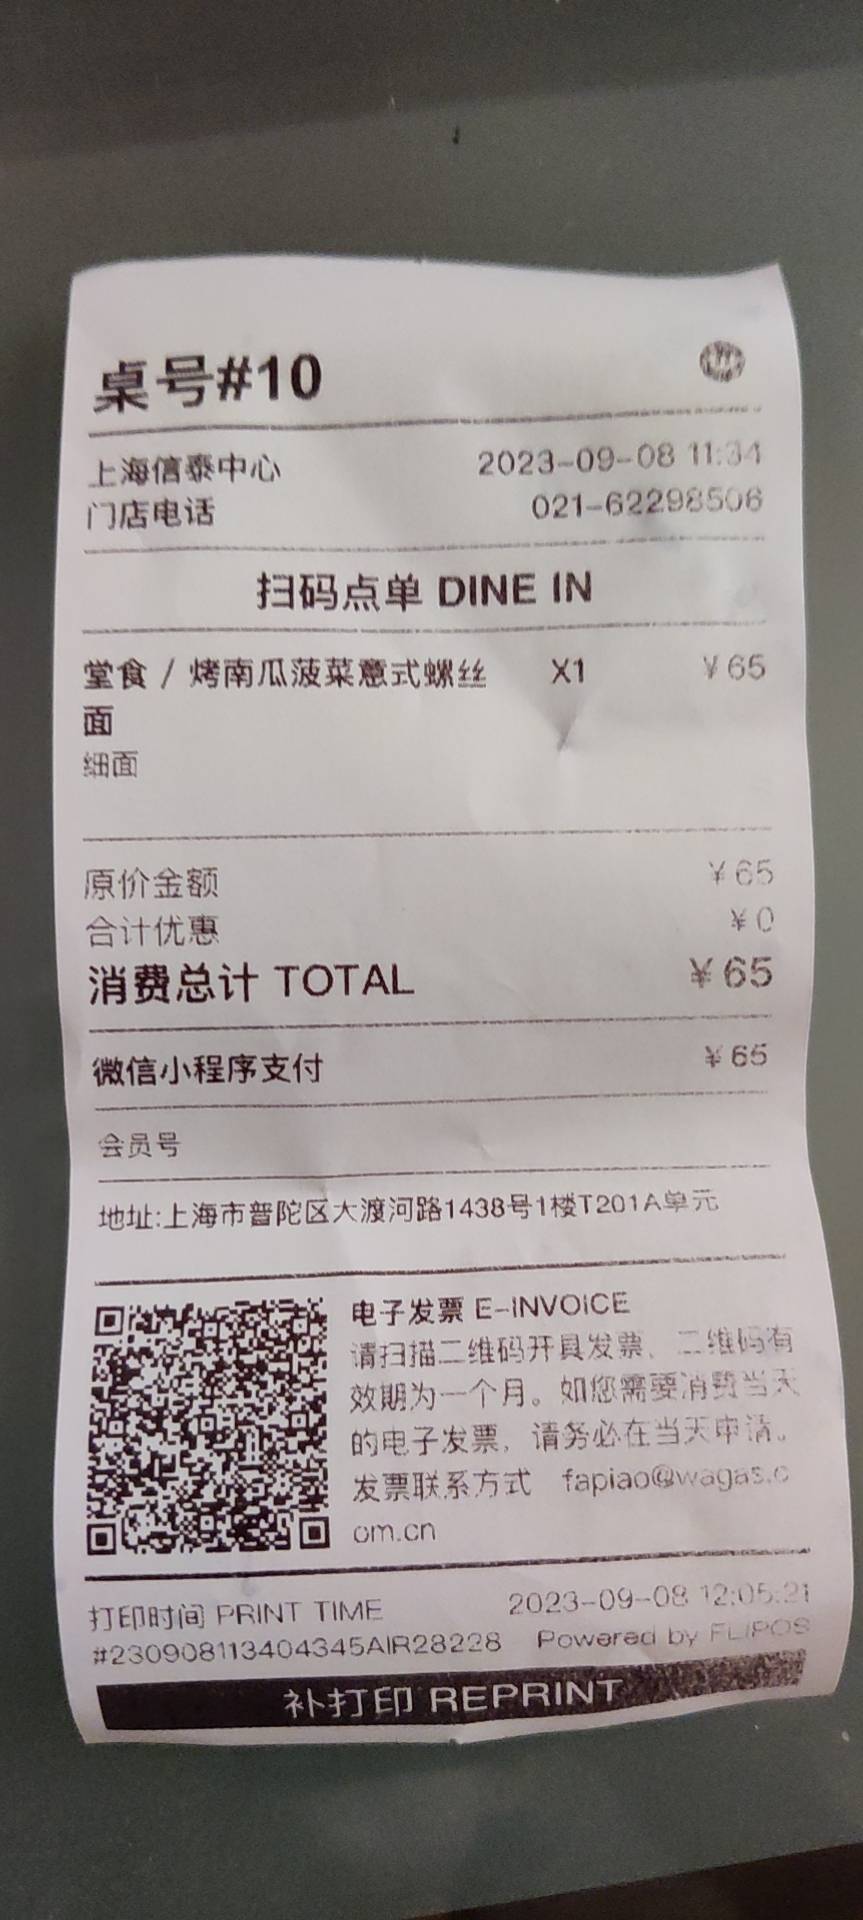 桌号#10
上海信泰中心 2023-09-08 11:34
门店电话 021-62298506
扫码点单 DINE IN
堂食 / 烤南瓜菠菜意式螺丝 X1 ￥65
面
细面
原价金额 ￥65
合计优惠 ￥0
消费总计 TOTAL ￥65
微信小程序支付 ￥65
会员号
地址:上海市普陀区大渡河路1438号1楼T201A单元
电子发票 E-INVOICE
请扫描二维码开具发票，二维码有
效期为一个月。如您需要消费当天
的电子发票，请务必在当天申请。
发票联系方式 fapiao@wagas.c
om.cn
打印时间 PRINT TIME 2023-09-08 12:05:21
#230908113404345AIR28228 Powered by FLIPOS
补打印 REPRINT